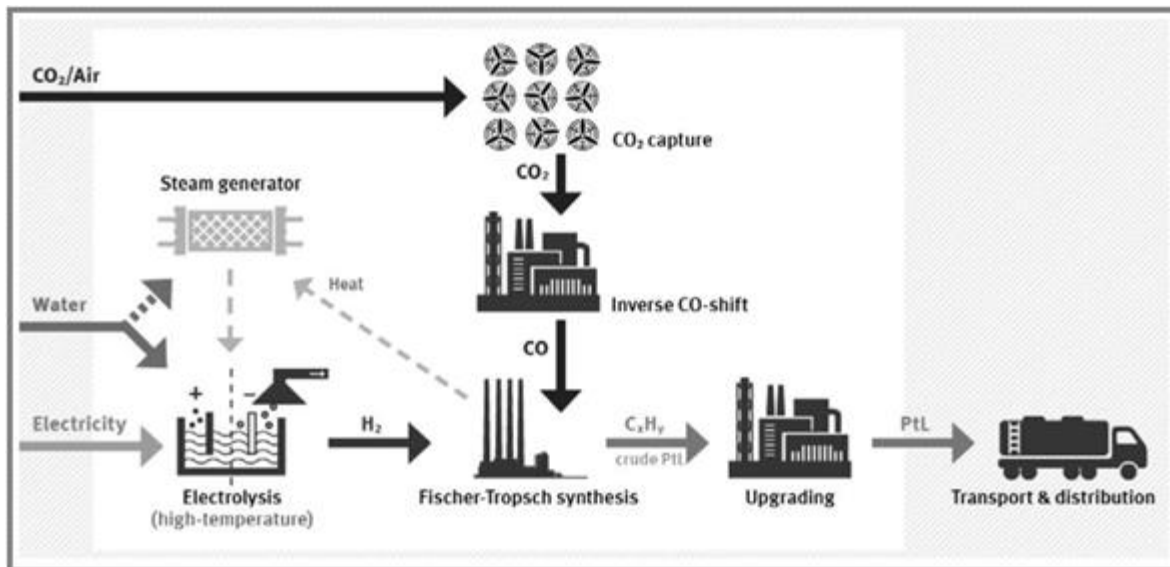 CO₂/Air
CO₂ capture
CO₂
Steam generator
Heat
Water
Inverse CO-shift
CO
+
−
Electricity
H₂
CₓHᵧ
crude PtL
PtL
Electrolysis
(high-temperature)
Fischer-Tropsch synthesis
Upgrading
Transport & distribution